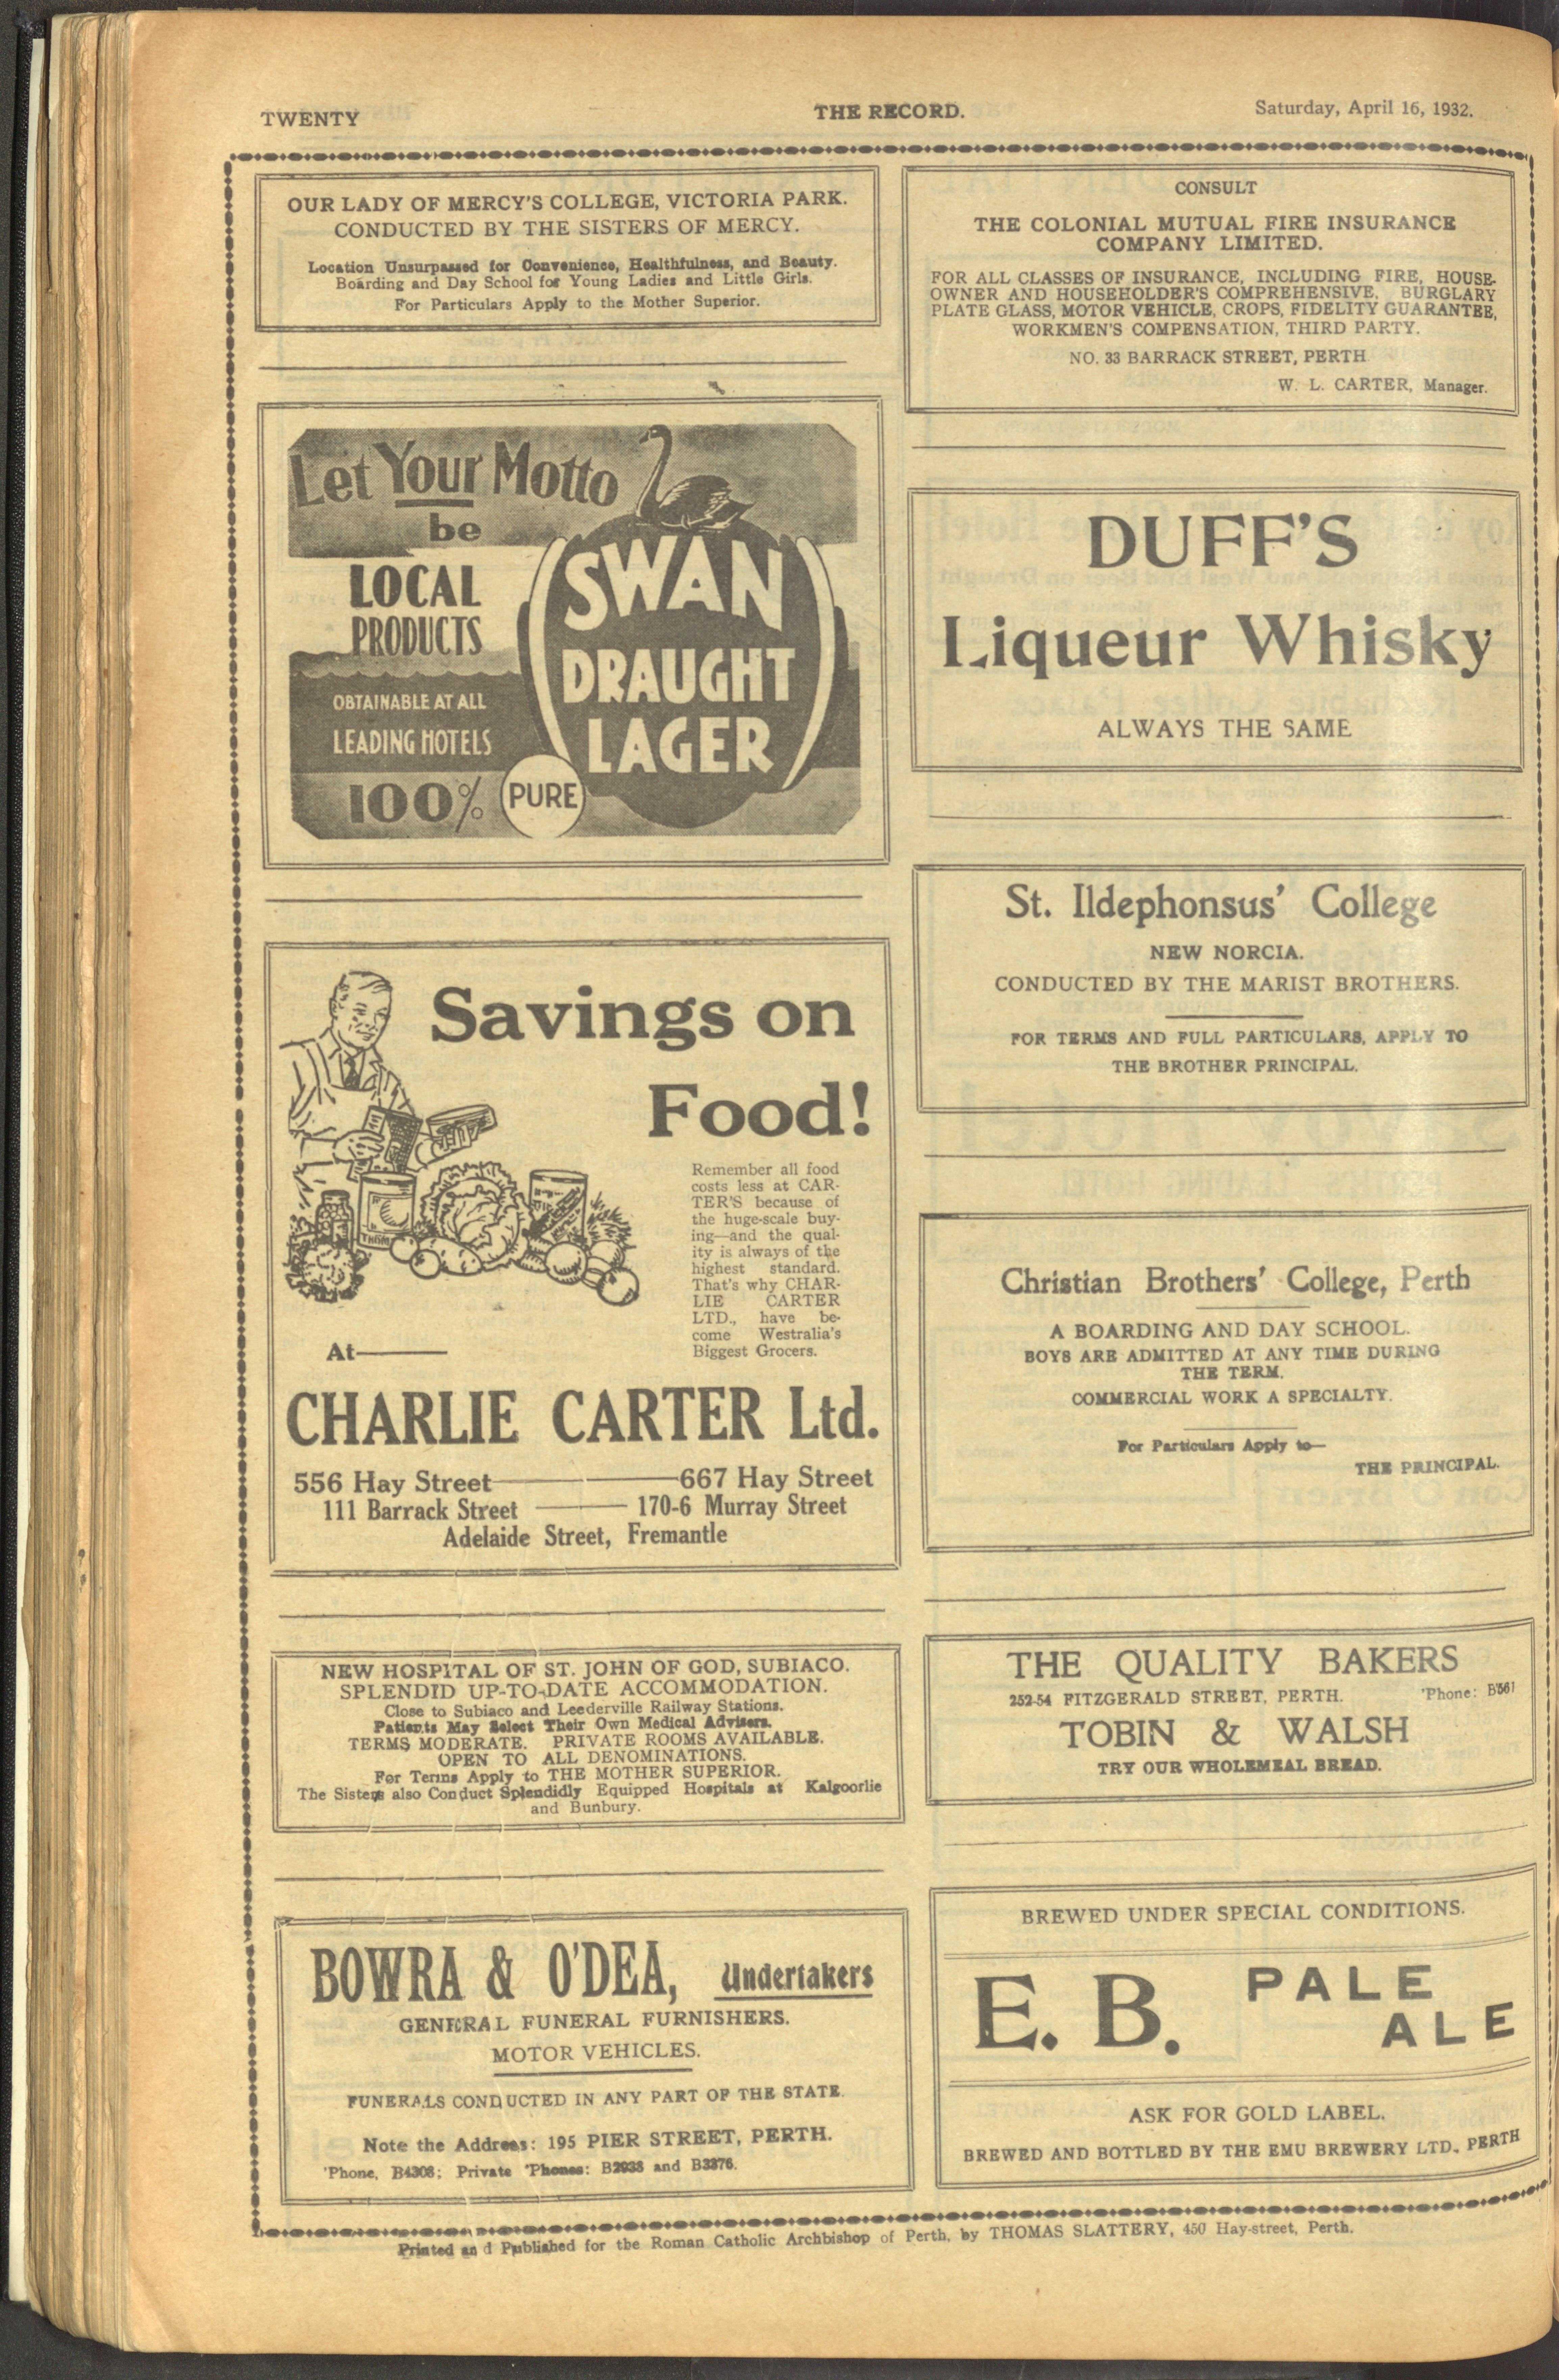 TWENTY
THE RECORD.
Saturday, April 16, 1932.
OUR LADY OF MERCY'S COLLEGE, VICTORIA PARK.
CONDUCTED BY THE SISTERS OF MERCY.
Location Unsurpassed for Convenience, Healthfulness, and Beauty.
Boarding and Day School for Young Ladies and Little Girls.
For Particulars Apply to the Mother Superior.
Let Your Motto
be
LOCAL
PRODUCTS
OBTAINABLE AT ALL
LEADING HOTELS
100% PURE
SWAN
DRAUGHT
LAGER
Savings on
Food!
Remember all food
costs less at CAR-
TER'S because of
the huge-scale buy-
ing—and the qual-
ity is always of the
highest standard.
That's why CHAR-
LIE CARTER
LTD., have be-
come Westralia's
Biggest Grocers.
At——
CHARLIE CARTER Ltd.
556 Hay Street——667 Hay Street
111 Barrack Street —— 170-6 Murray Street
Adelaide Street, Fremantle
NEW HOSPITAL OF ST. JOHN OF GOD, SUBIACO.
SPLENDID UP-TO-DATE ACCOMMODATION.
Close to Subiaco and Leederville Railway Stations.
Patients May Select Their Own Medical Advisers.
TERMS MODERATE. PRIVATE ROOMS AVAILABLE.
OPEN TO ALL DENOMINATIONS.
For Terms Apply to THE MOTHER SUPERIOR.
The Sisters also Conduct Splendidly Equipped Hospitals at Kalgoorlie
and Bunbury.
BOWRA & O'DEA, Undertakers
GENERAL FUNERAL FURNISHERS.
MOTOR VEHICLES.
FUNERALS CONDUCTED IN ANY PART OF THE STATE
Note the Address: 195 PIER STREET, PERTH.
'Phone, B4308; Private 'Phones: B2938 and B3376.
CONSULT
THE COLONIAL MUTUAL FIRE INSURANCE
COMPANY LIMITED.
FOR ALL CLASSES OF INSURANCE, INCLUDING FIRE, HOUSE-
OWNER AND HOUSEHOLDER'S COMPREHENSIVE, BURGLARY
PLATE GLASS, MOTOR VEHICLE, CROPS, FIDELITY GUARANTEE,
WORKMEN'S COMPENSATION, THIRD PARTY.
NO. 33 BARRACK STREET, PERTH
W. L. CARTER, Manager.
DUFF'S
Liqueur Whisky
ALWAYS THE SAME
St. Ildephonsus' College
NEW NORCIA.
CONDUCTED BY THE MARIST BROTHERS.
FOR TERMS AND FULL PARTICULARS, APPLY TO
THE BROTHER PRINCIPAL.
Christian Brothers' College, Perth
A BOARDING AND DAY SCHOOL.
BOYS ARE ADMITTED AT ANY TIME DURING
THE TERM.
COMMERCIAL WORK A SPECIALTY.
For Particulars Apply to—
THE PRINCIPAL.
THE QUALITY BAKERS
252-54 FITZGERALD STREET, PERTH. 'Phone: B'561
TOBIN & WALSH
TRY OUR WHOLEMEAL BREAD.
BREWED UNDER SPECIAL CONDITIONS.
E. B. PALE
ALE
ASK FOR GOLD LABEL.
BREWED AND BOTTLED BY THE EMU BREWERY LTD., PERTH
Printed and Published for the Roman Catholic Archbishop of Perth, by THOMAS SLATTERY, 450 Hay-street, Perth.